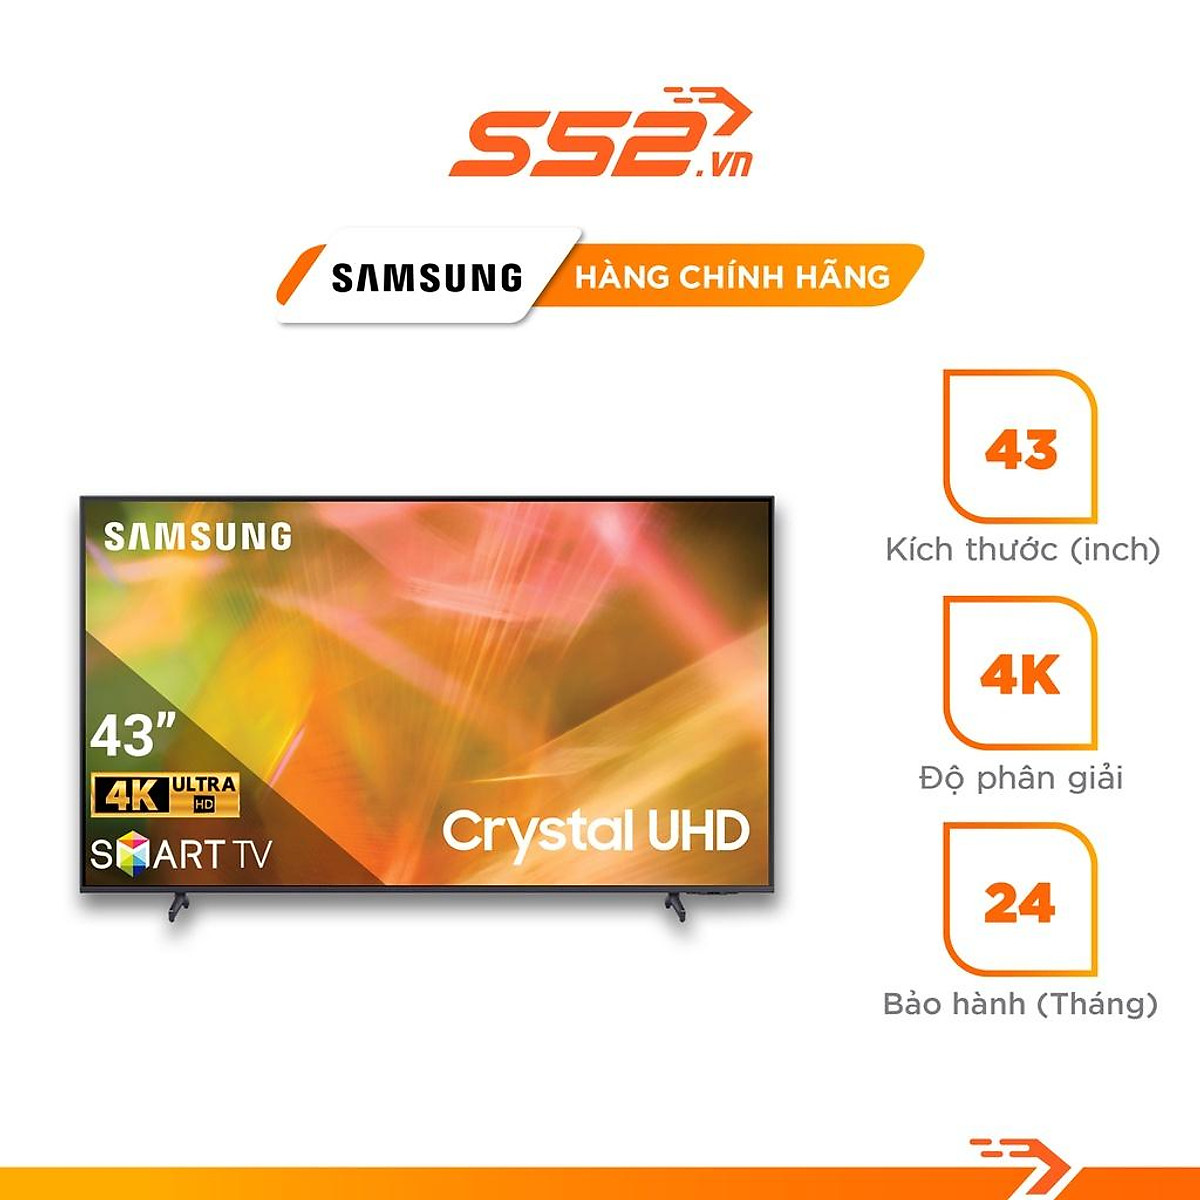 S52.vn
SAMSUNG
HÀNG CHÍNH HÃNG
43
Kích thước (inch)
4K
Độ phân giải
24
Bảo hành (Tháng)
SAMSUNG
43”
4K ULTRA HD
SMART TV
Crystal UHD